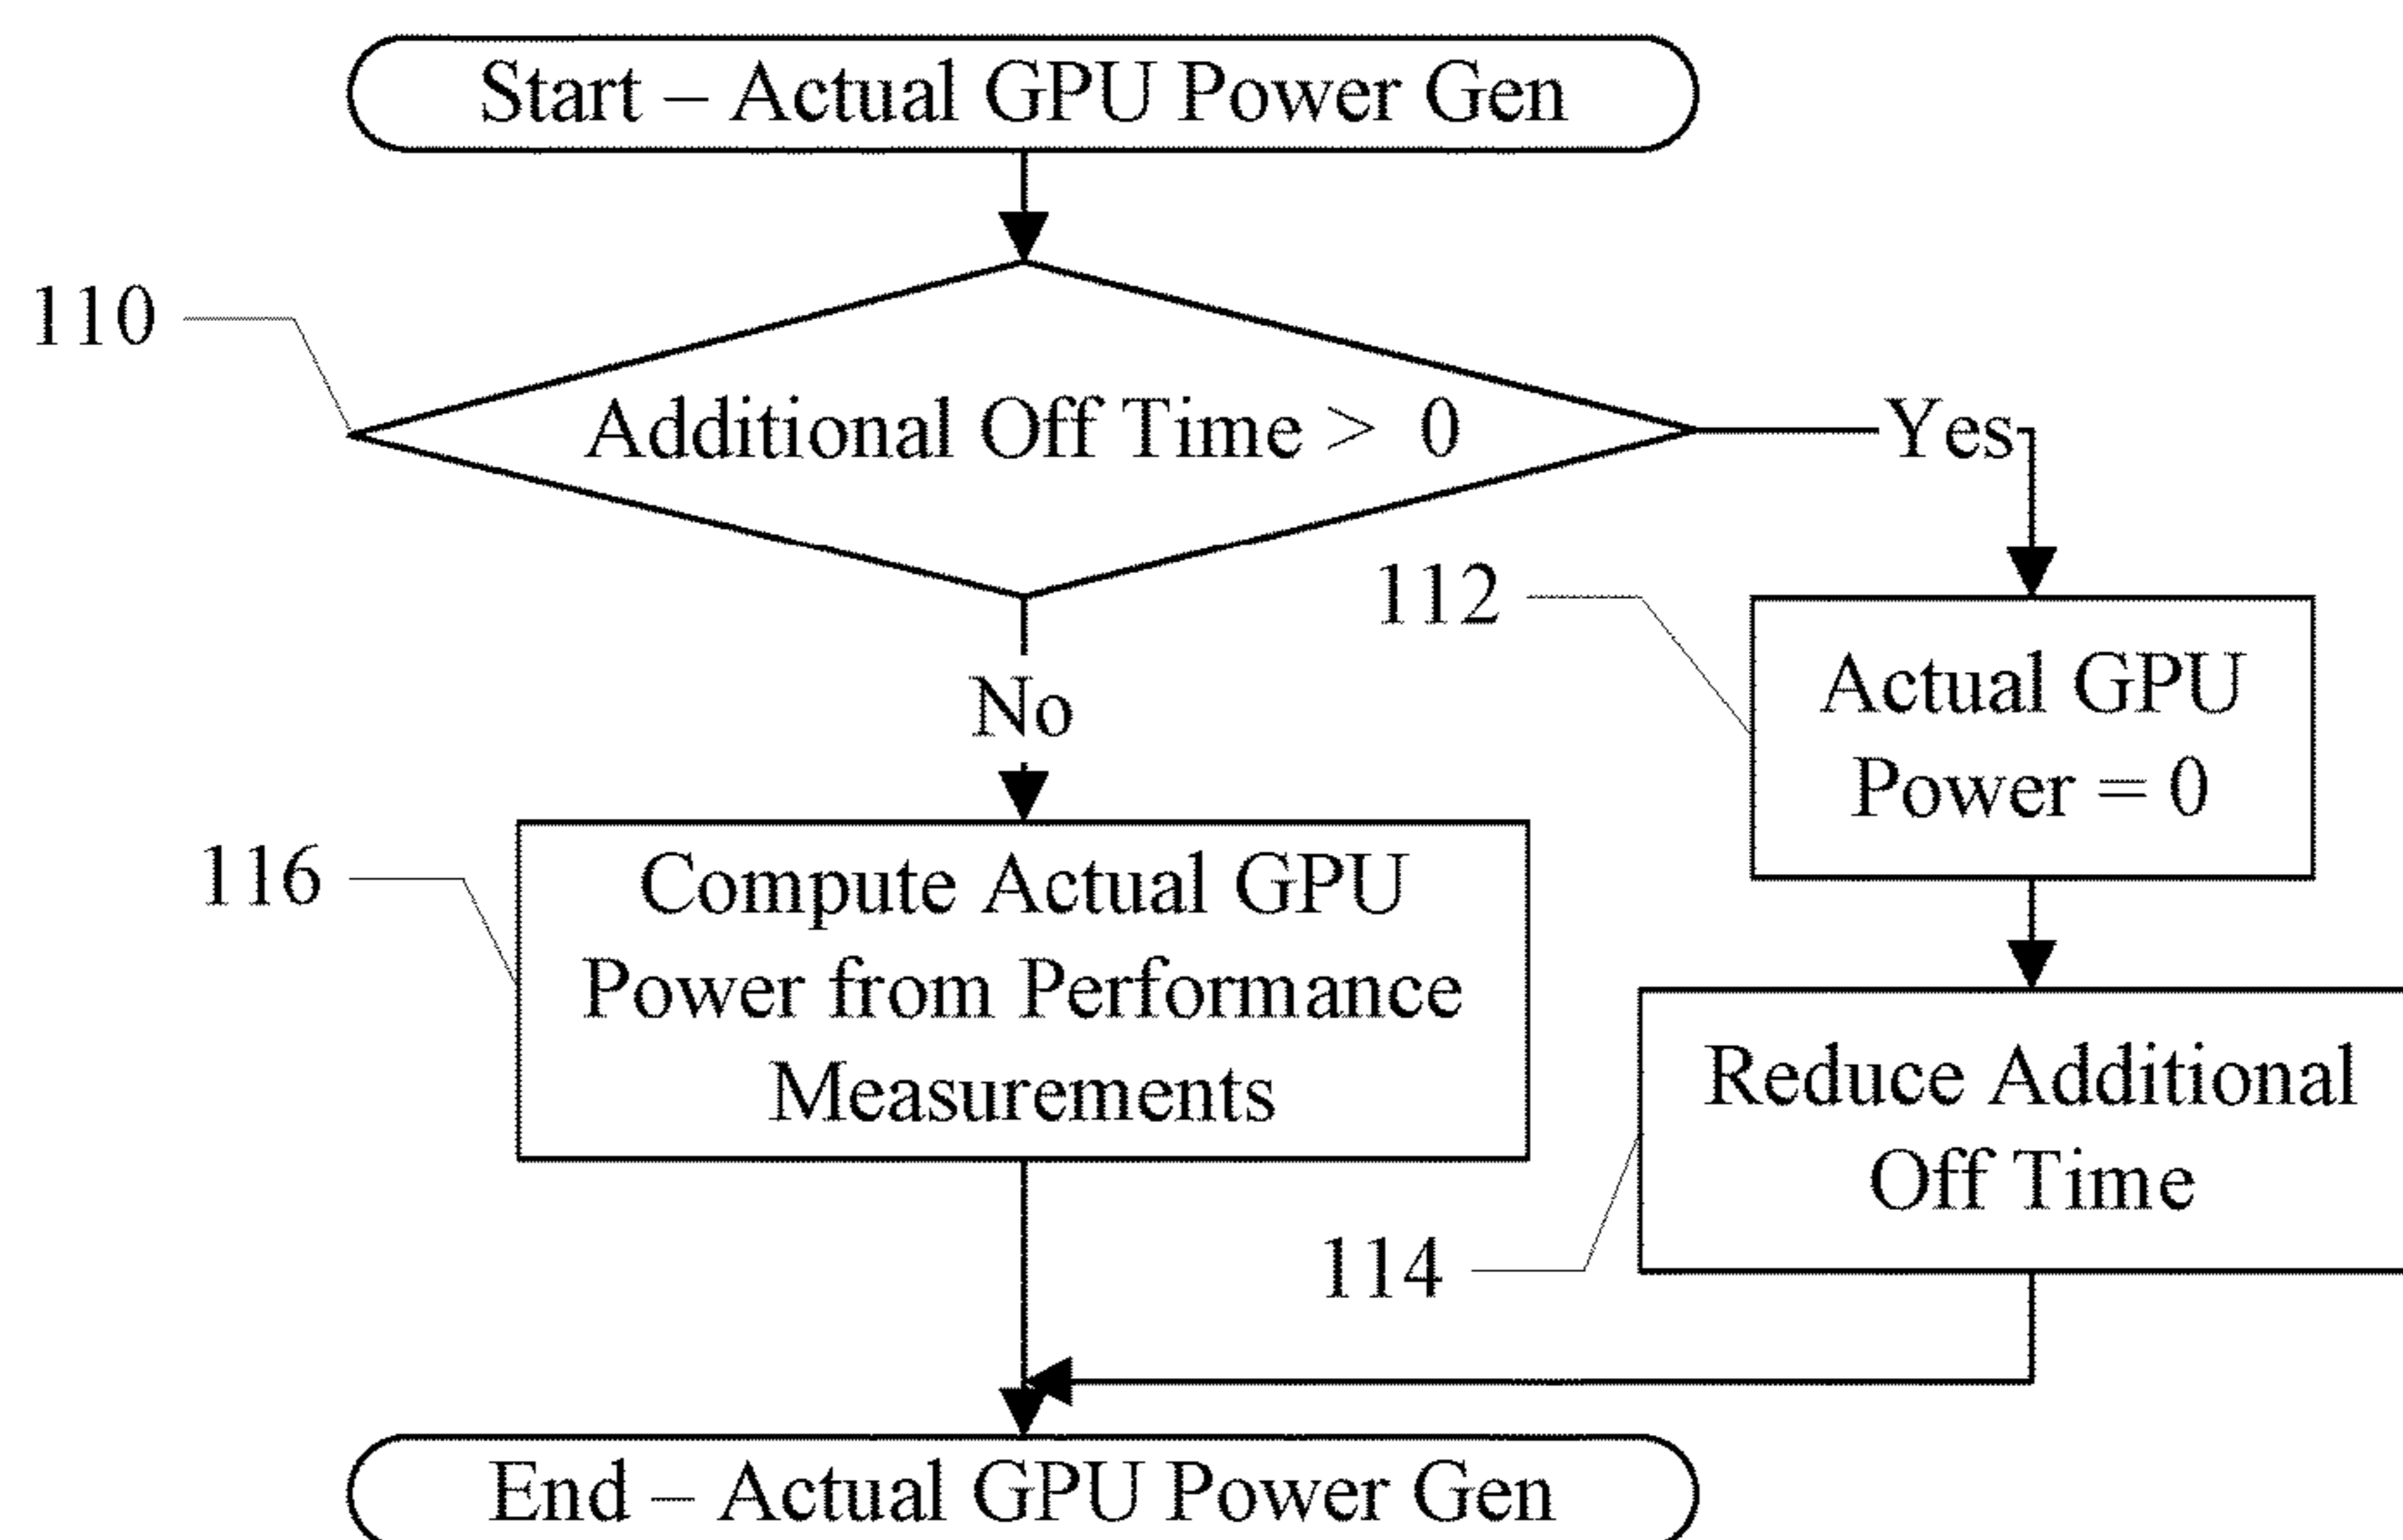 Start – Actual GPU Power Gen
110
Additional Off Time > 0
Yes
112
Actual GPU
Power = 0
No
116
Compute Actual GPU
Power from Performance
Measurements
Reduce Additional
Off Time
114
End – Actual GPU Power Gen